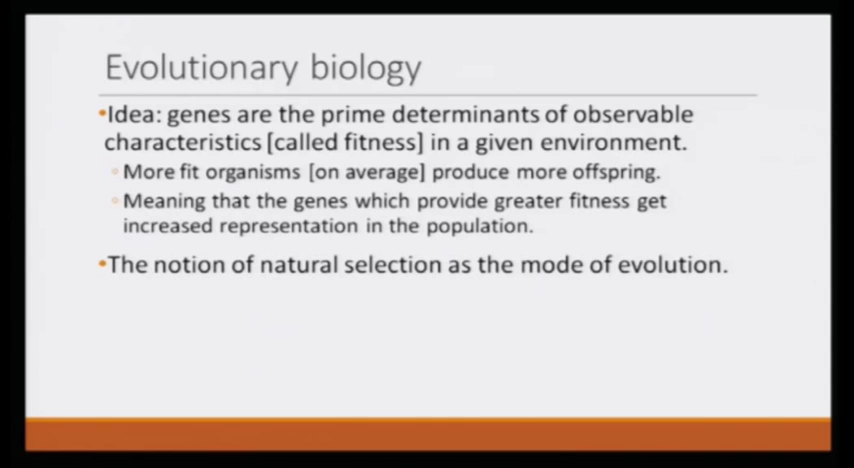 Evolutionary biology
•Idea: genes are the prime determinants of observable
characteristics [called fitness] in a given environment.
◦More fit organisms [on average] produce more offspring.
◦Meaning that the genes which provide greater fitness get
increased representation in the population.
•The notion of natural selection as the mode of evolution.